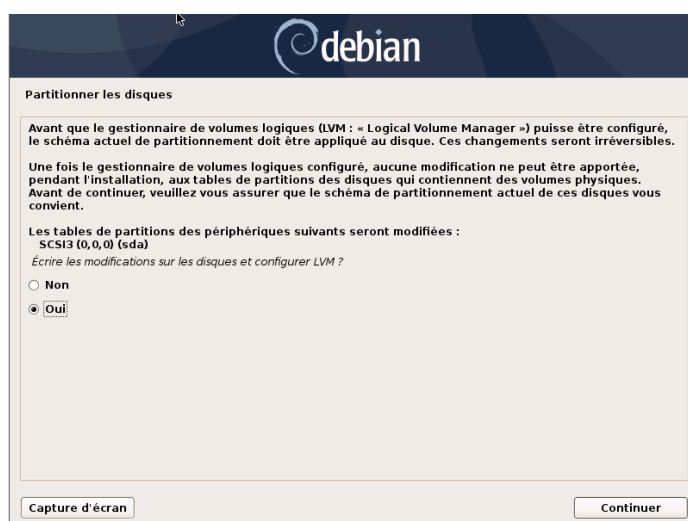 debian
Partitionner les disques
Avant que le gestionnaire de volumes logiques (LVM : « Logical Volume Manager ») puisse être configuré,
le schéma actuel de partitionnement doit être appliqué au disque. Ces changements seront irréversibles.
Une fois le gestionnaire de volumes logiques configuré, aucune modification ne peut être apportée,
pendant l'installation, aux tables de partitions des disques qui contiennent des volumes physiques.
Avant de continuer, veuillez vous assurer que le schéma de partitionnement actuel de ces disques vous
convient.
Les tables de partitions des périphériques suivants seront modifiées :
SCSI3 (0,0,0) (sda)
Écrire les modifications sur les disques et configurer LVM ?
Non
Oui
Capture d'écran
Continuer